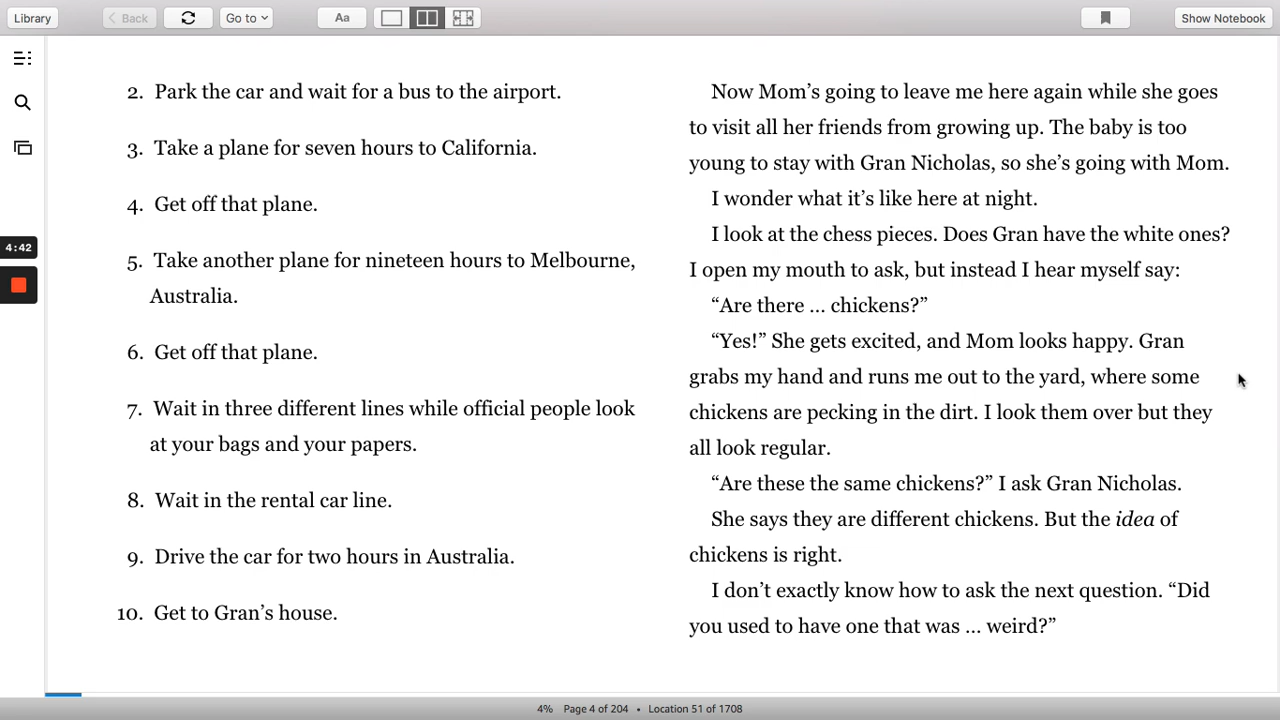 Library
Back
Go to
Aa
Show Notebook
4:42
2. Park the car and wait for a bus to the airport.
3. Take a plane for seven hours to California.
4. Get off that plane.
5. Take another plane for nineteen hours to Melbourne,
Australia.
6. Get off that plane.
7. Wait in three different lines while official people look
at your bags and your papers.
8. Wait in the rental car line.
9. Drive the car for two hours in Australia.
10. Get to Gran’s house.
Now Mom’s going to leave me here again while she goes
to visit all her friends from growing up. The baby is too
young to stay with Gran Nicholas, so she’s going with Mom.
I wonder what it’s like here at night.
I look at the chess pieces. Does Gran have the white ones?
I open my mouth to ask, but instead I hear myself say:
“Are there ... chickens?”
“Yes!” She gets excited, and Mom looks happy. Gran
grabs my hand and runs me out to the yard, where some
chickens are pecking in the dirt. I look them over but they
all look regular.
“Are these the same chickens?” I ask Gran Nicholas.
She says they are different chickens. But the idea of
chickens is right.
I don’t exactly know how to ask the next question. “Did
you used to have one that was ... weird?”
4% Page 4 of 204 • Location 51 of 1708